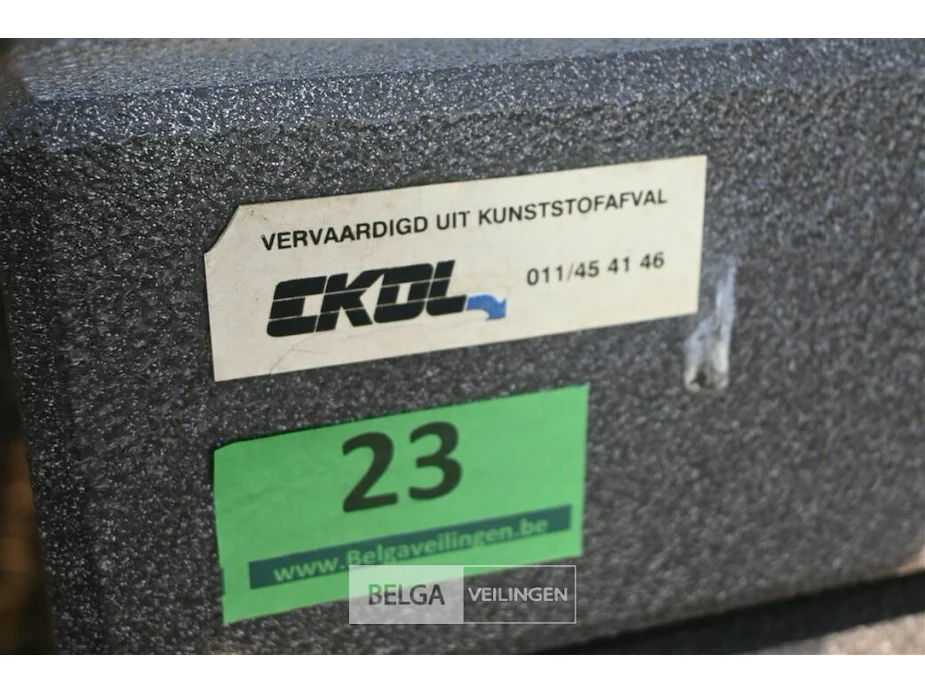 VERVAARDIGD UIT KUNSTSTOFAFVAL
EKOL 011/45 41 46
23
www.Belgaveilingen.be
BELGA VEILINGEN